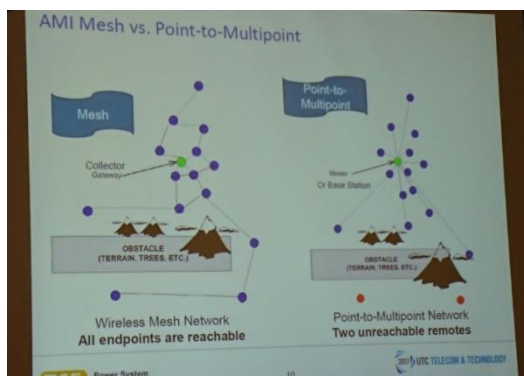 AMI Mesh vs. Point-to-Multipoint
Mesh
Collector
Gateway
OBSTACLE
(TERRAIN, TREES, ETC.)
Wireless Mesh Network
All endpoints are reachable
Point-to-
Multipoint
Master
Or Base Station
OBSTACLE
(TERRAIN, TREES, ETC.)
Point-to-Multipoint Network
Two unreachable remotes
Power System
10
2017 UTC TELECOM & TECHNOLOGY